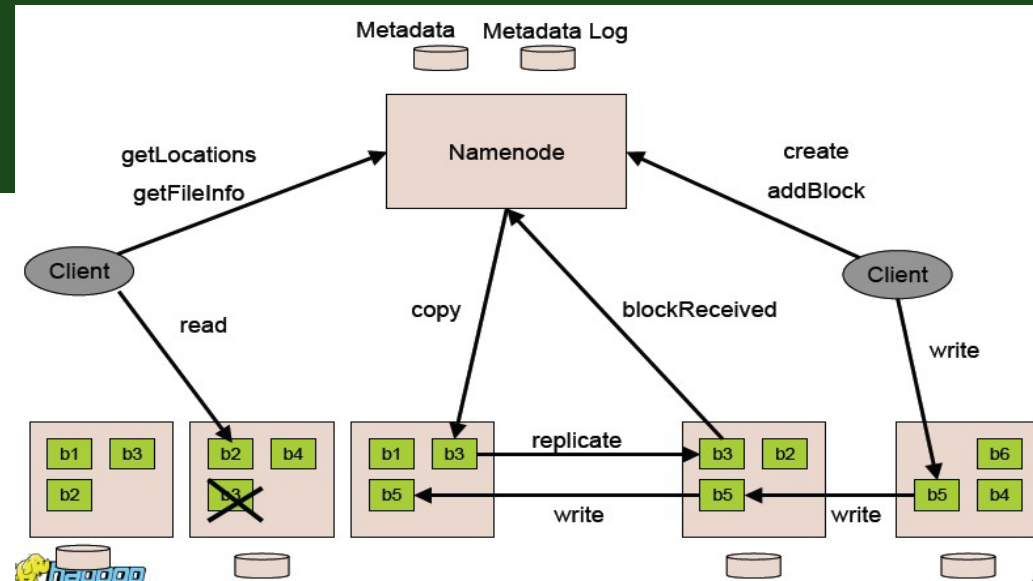 Metadata Metadata Log
Namenode
getLocations
getFileInfo
create
addBlock
Client
Client
read
copy
blockReceived
write
b1 b3
b2
b2 b4
b3
b1 b3
b5
replicate
b3 b2
b5
b6
b5 b4
write
write
hadoop